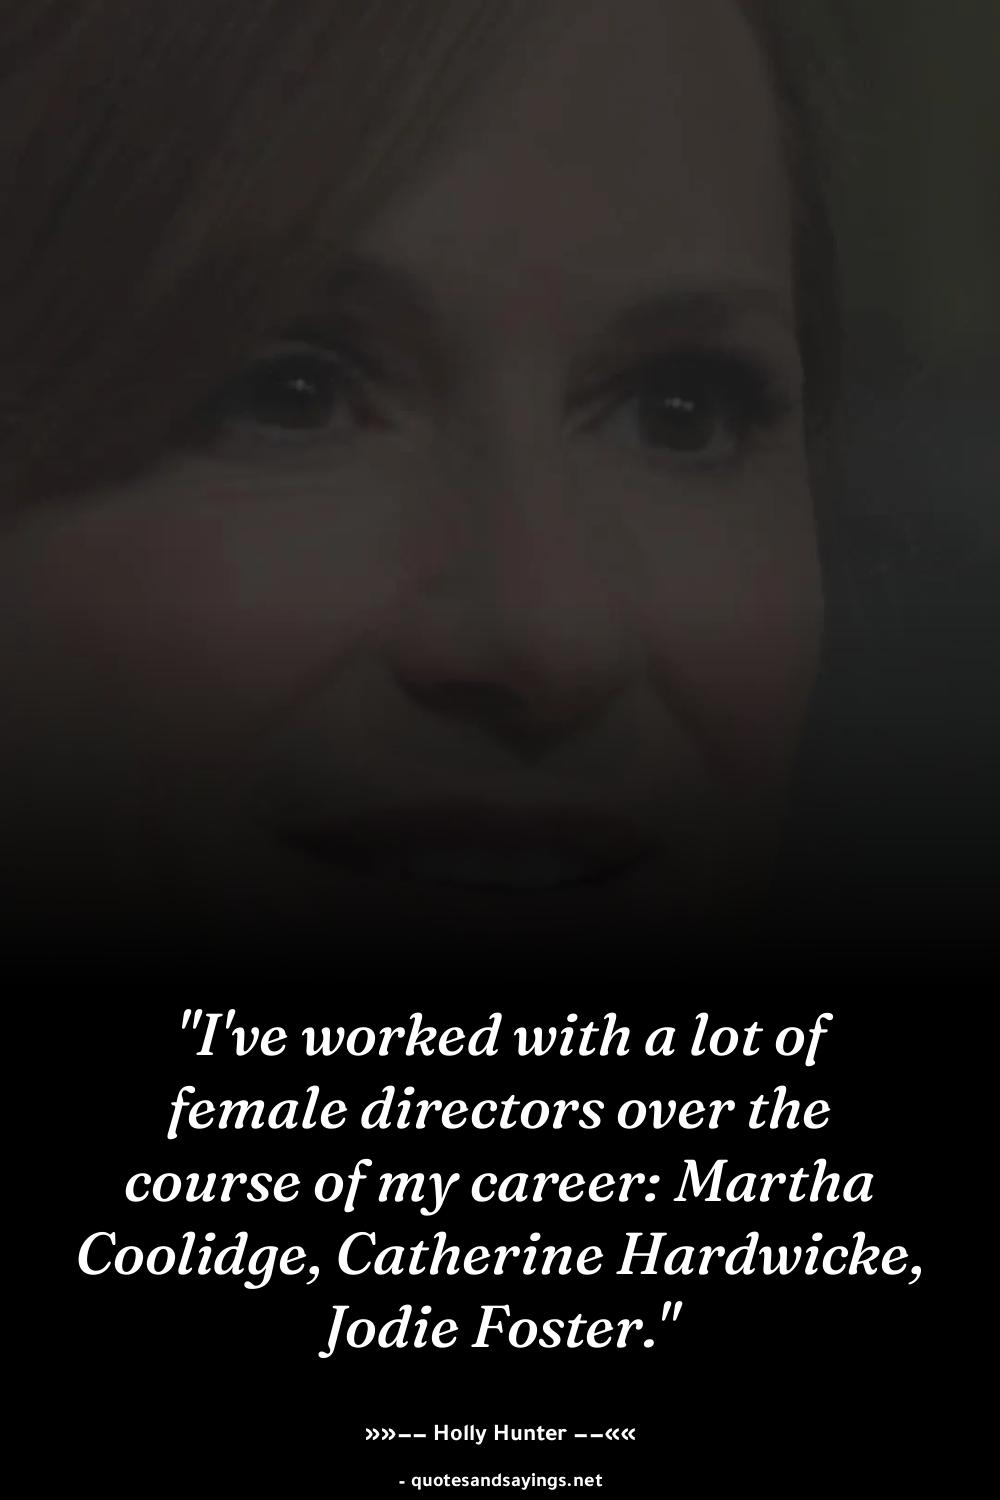 "I've worked with a lot of
female directors over the
course of my career: Martha
Coolidge, Catherine Hardwicke,
Jodie Foster."
»»−− Holly Hunter −−««
- quotesandsayings.net